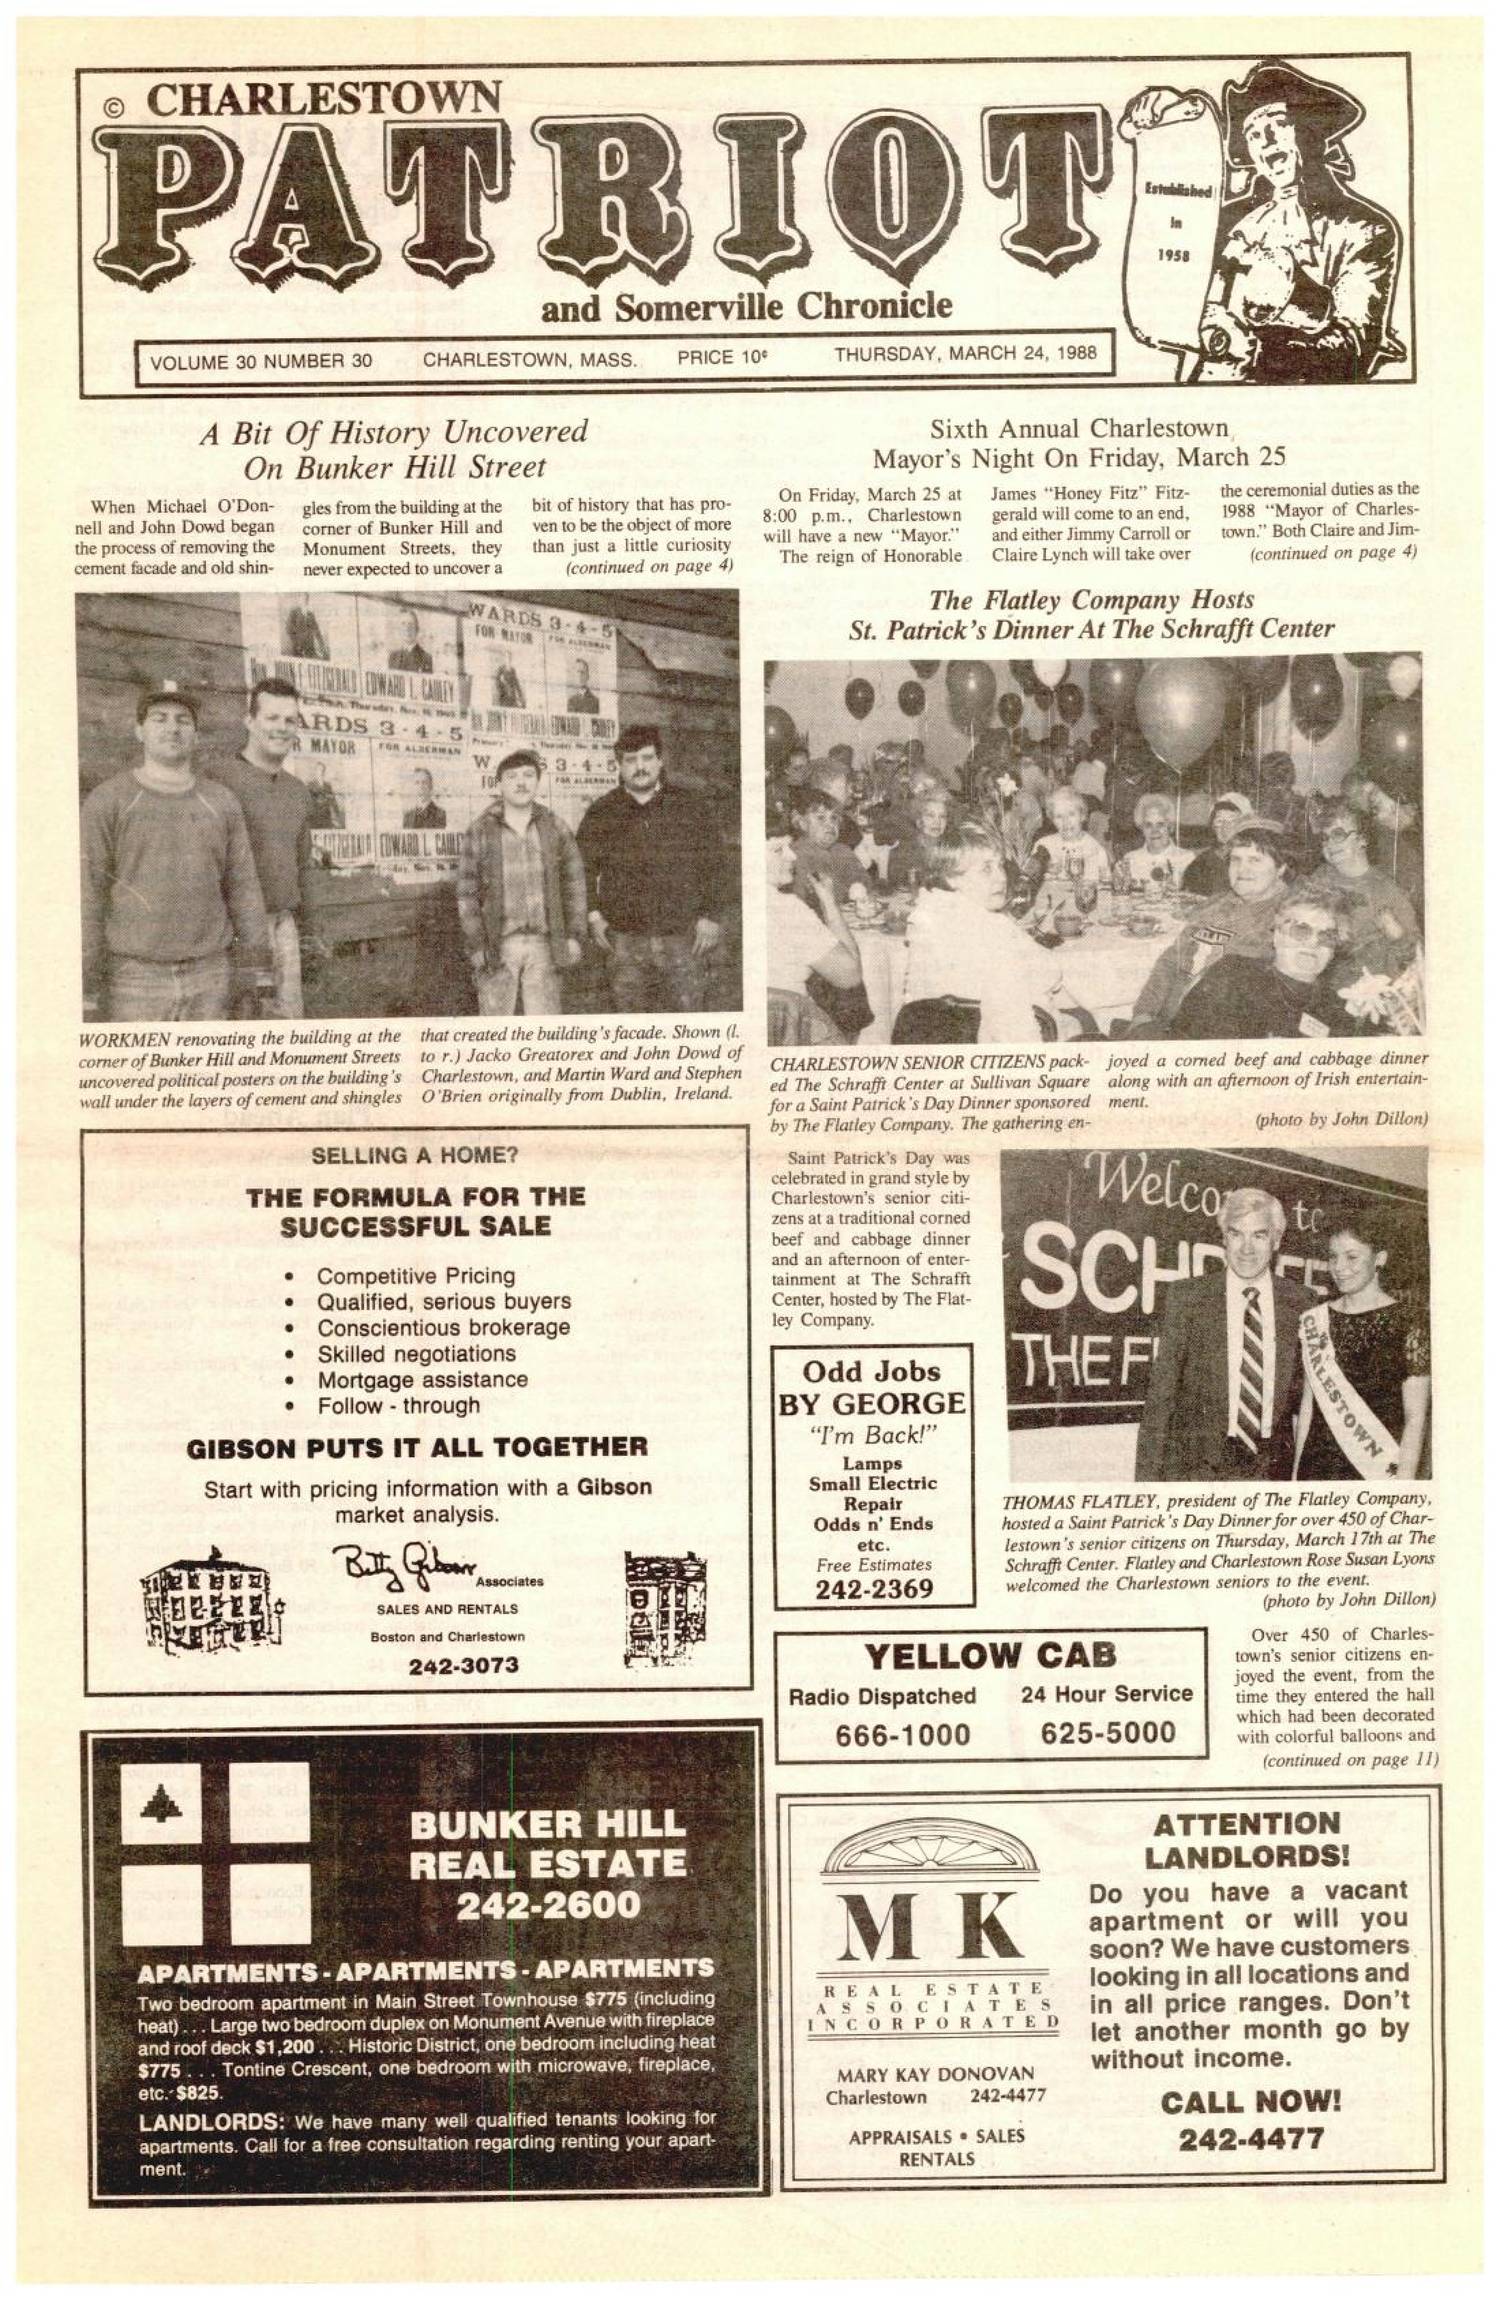 © CHARLESTOWN
PATRIOT
and Somerville Chronicle
Established
In
1958
VOLUME 30 NUMBER 30 CHARLESTOWN, MASS. PRICE 10¢ THURSDAY, MARCH 24, 1988
A Bit Of History Uncovered
On Bunker Hill Street
When Michael O'Don-
nell and John Dowd began
the process of removing the
cement facade and old shin-
gles from the building at the
corner of Bunker Hill and
Monument Streets, they
never expected to uncover a
bit of history that has pro-
ven to be the object of more
than just a little curiosity
(continued on page 4)
WARDS 3-4-5
FOR MAYOR FOR ALDERMAN
EDWARD L. CAULEY
ARDS 3-4-5
R MAYOR FOR ALDERMAN
S 3-4-5
FOR ALDERMAN
EDWARD L. CAULEY
WORKMEN renovating the building at the
corner of Bunker Hill and Monument Streets
uncovered political posters on the building's
wall under the layers of cement and shingles
that created the building's facade. Shown (l.
to r.) Jacko Greatorex and John Dowd of
Charlestown, and Martin Ward and Stephen
O'Brien originally from Dublin, Ireland.
SELLING A HOME?
THE FORMULA FOR THE
SUCCESSFUL SALE
• Competitive Pricing
• Qualified, serious buyers
• Conscientious brokerage
• Skilled negotiations
• Mortgage assistance
• Follow - through
GIBSON PUTS IT ALL TOGETHER
Start with pricing information with a Gibson
market analysis.
Betty Gibson
Associates
SALES AND RENTALS
Boston and Charlestown
242-3073
BUNKER HILL
REAL ESTATE
242-2600
APARTMENTS - APARTMENTS - APARTMENTS
Two bedroom apartment in Main Street Townhouse $775 (including
heat) . . . Large two bedroom duplex on Monument Avenue with fireplace
and roof deck $1,200 . . . Historic District, one bedroom including heat
$775 . . . Tontine Crescent, one bedroom with microwave, fireplace,
etc. $825.
LANDLORDS: We have many well qualified tenants looking for
apartments. Call for a free consultation regarding renting your apart-
ment.
Sixth Annual Charlestown
Mayor's Night On Friday, March 25
On Friday, March 25 at
8:00 p.m., Charlestown
will have a new "Mayor."
The reign of Honorable
James "Honey Fitz" Fitz-
gerald will come to an end,
and either Jimmy Carroll or
Claire Lynch will take over
the ceremonial duties as the
1988 "Mayor of Charles-
town." Both Claire and Jim-
(continued on page 4)
The Flatley Company Hosts
St. Patrick's Dinner At The Schrafft Center
CHARLESTOWN SENIOR CITIZENS pack-
ed The Schrafft Center at Sullivan Square
for a Saint Patrick's Day Dinner sponsored
by The Flatley Company. The gathering en-
joyed a corned beef and cabbage dinner
along with an afternoon of Irish entertain-
ment.
(photo by John Dillon)
Saint Patrick's Day was
celebrated in grand style by
Charlestown's senior citi-
zens at a traditional corned
beef and cabbage dinner
and an afternoon of enter-
tainment at The Schrafft
Center, hosted by The Flat-
ley Company.
Welco to
SCHR
THE F
CHARLESTOWN
THOMAS FLATLEY, president of The Flatley Company,
hosted a Saint Patrick's Day Dinner for over 450 of Char-
lestown's senior citizens on Thursday, March 17th at The
Schrafft Center. Flatley and Charlestown Rose Susan Lyons
welcomed the Charlestown seniors to the event.
(photo by John Dillon)
Odd Jobs
BY GEORGE
"I'm Back!"
Lamps
Small Electric
Repair
Odds n' Ends
etc.
Free Estimates
242-2369
YELLOW CAB
Radio Dispatched 24 Hour Service
666-1000 625-5000
Over 450 of Charles-
town's senior citizens en-
joyed the event, from the
time they entered the hall
which had been decorated
with colorful balloons and
(continued on page 11)
M K
REAL ESTATE
ASSOCIATES
INCORPORATED
MARY KAY DONOVAN
Charlestown 242-4477
APPRAISALS • SALES
RENTALS
ATTENTION
LANDLORDS!
Do you have a vacant
apartment or will you
soon? We have customers
looking in all locations and
in all price ranges. Don't
let another month go by
without income.
CALL NOW!
242-4477